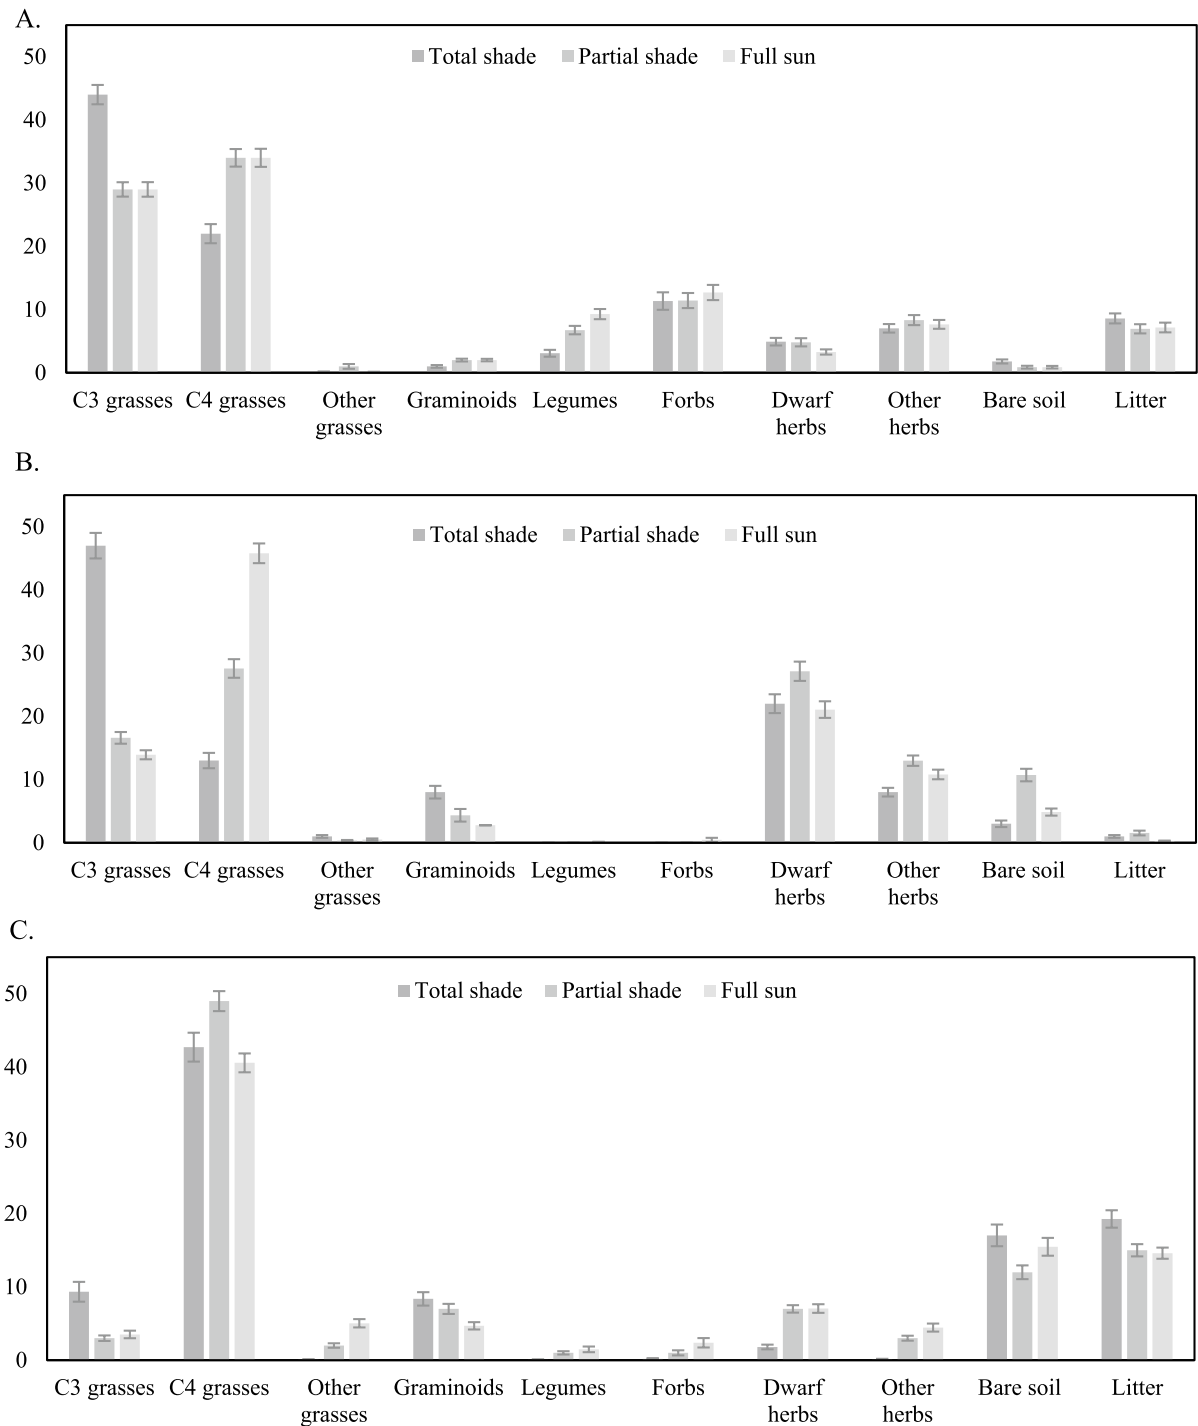 A.
50
Total shade Partial shade Full sun
40
30
20
10
0
C3 grasses C4 grasses Other Graminoids Legumes Forbs Dwarf Other Bare soil Litter
grasses herbs herbs
B.
50
Total shade Partial shade Full sun
40
30
20
10
0
C3 grasses C4 grasses Other Graminoids Legumes Forbs Dwarf Other Bare soil Litter
grasses herbs herbs
C.
50
Total shade Partial shade Full sun
40
30
20
10
0
C3 grasses C4 grasses Other Graminoids Legumes Forbs Dwarf Other Bare soil Litter
grasses herbs herbs